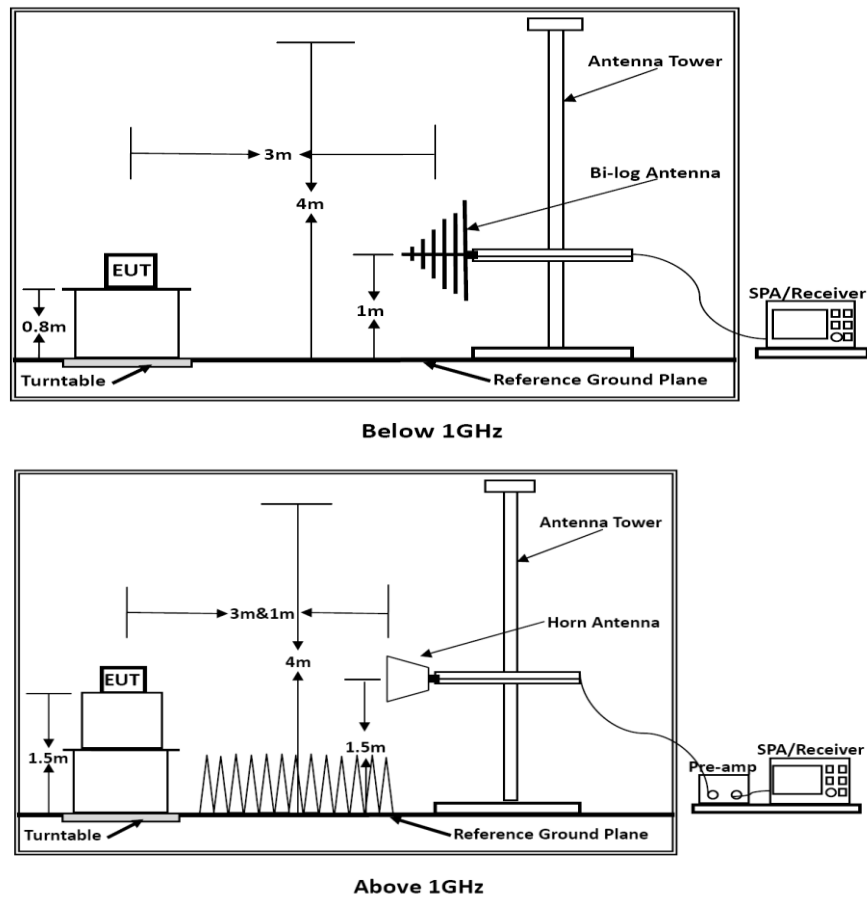 Antenna Tower
3m
Bi-log Antenna
4m
EUT
SPA/Receiver
1m
0.8m
Turntable
Reference Ground Plane
Below 1GHz
Antenna Tower
3m&1m
Horn Antenna
4m
EUT
1.5m
1.5m
SPA/Receiver
Pre-amp
Turntable
Reference Ground Plane
Above 1GHz